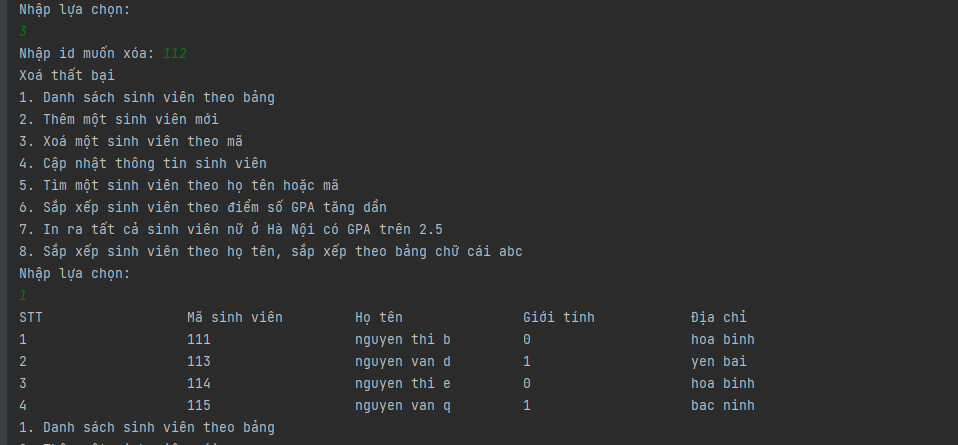 Nhập lựa chọn:
3
Nhập id muốn xóa: 112
Xoá thất bại
1. Danh sách sinh viên theo bảng
2. Thêm một sinh viên mới
3. Xoá một sinh viên theo mã
4. Cập nhật thông tin sinh viên
5. Tìm một sinh viên theo họ tên hoặc mã
6. Sắp xếp sinh viên theo điểm số GPA tăng dần
7. In ra tất cả sinh viên nữ ở Hà Nội có GPA trên 2.5
8. Sắp xếp sinh viên theo họ tên, sắp xếp theo bảng chữ cái abc
Nhập lựa chọn:
1
STT Mã sinh viên Họ tên Giới tính Địa chỉ
1 111 nguyen thi b 0 hoa binh
2 113 nguyen van d 1 yen bai
3 114 nguyen thi e 0 hoa binh
4 115 nguyen van q 1 bac ninh
1. Danh sách sinh viên theo bảng